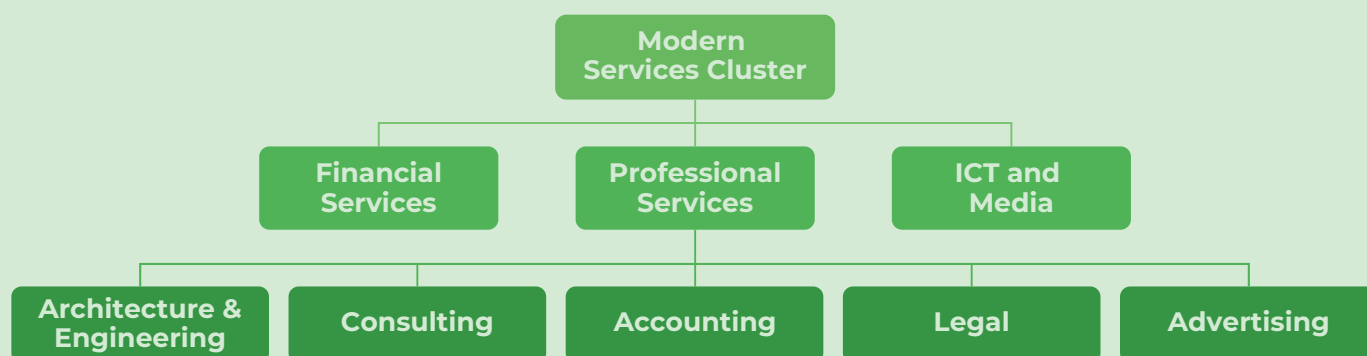 Modern
Services Cluster
Financial
Services
Professional
Services
ICT and
Media
Architecture &
Engineering
Consulting
Accounting
Legal
Advertising